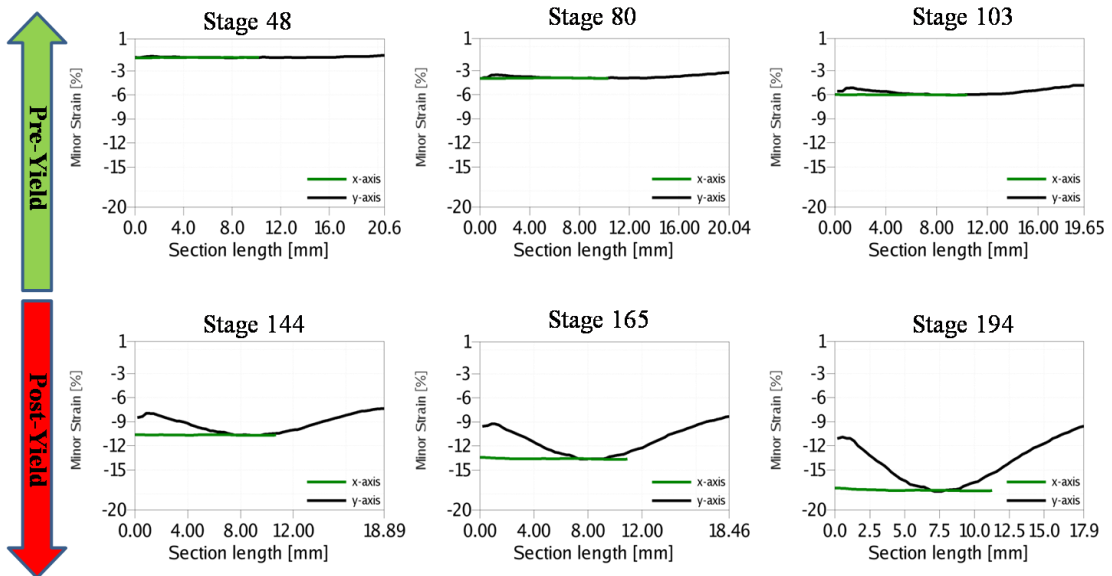 Pre-Yield
Stage 48
Minor Strain [%]
1
-3
-6
-9
-12
-15
-20
x-axis
y-axis
0.00 4.00 8.00 12.00 16.0 20.6
Section length [mm]
Stage 80
Minor Strain [%]
1
-3
-6
-9
-12
-15
-20
x-axis
y-axis
0.00 4.00 8.00 12.00 16.00 20.04
Section length [mm]
Stage 103
Minor Strain [%]
1
-3
-6
-9
-12
-15
-20
x-axis
y-axis
0.00 4.00 8.00 12.00 16.00 19.65
Section length [mm]
Post-Yield
Stage 144
Minor Strain [%]
1
-3
-6
-9
-12
-15
-20
x-axis
y-axis
0.00 4.00 8.00 12.00 18.89
Section length [mm]
Stage 165
Minor Strain [%]
1
-3
-6
-9
-12
-15
-20
x-axis
y-axis
0.00 4.00 8.00 12.00 18.46
Section length [mm]
Stage 194
Minor Strain [%]
1
-3
-6
-9
-12
-15
-20
x-axis
y-axis
0.0 2.5 5.0 7.5 10.0 12.5 17.9
Section length [mm]